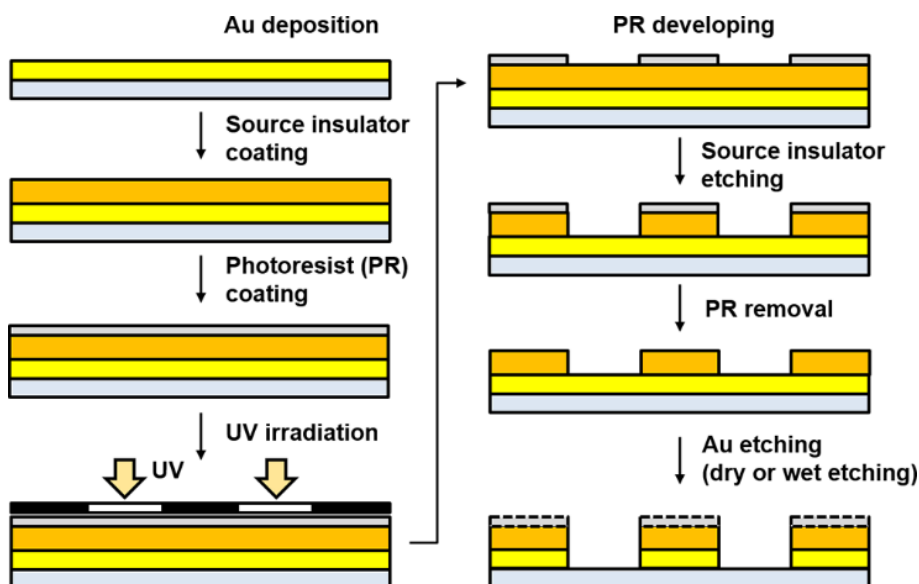 Au deposition
Source insulator
coating
Photoresist (PR)
coating
UV irradiation
UV
PR developing
Source insulator
etching
PR removal
Au etching
(dry or wet etching)